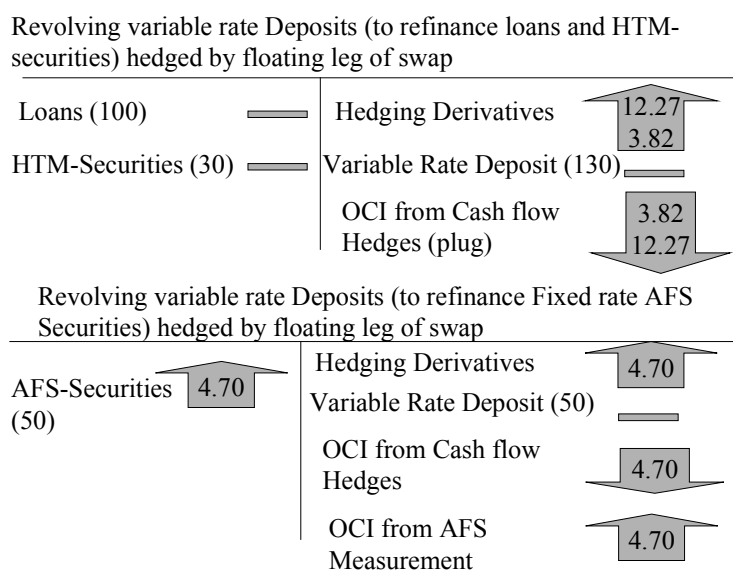 Revolving variable rate Deposits (to refinance loans and HTM-
securities) hedged by floating leg of swap
Loans (100)
Hedging Derivatives
12.27
3.82
HTM-Securities (30)
Variable Rate Deposit (130)
OCI from Cash flow
Hedges (plug)
3.82
12.27
Revolving variable rate Deposits (to refinance Fixed rate AFS
Securities) hedged by floating leg of swap
AFS-Securities
(50)
4.70
Hedging Derivatives
4.70
Variable Rate Deposit (50)
OCI from Cash flow
Hedges
4.70
OCI from AFS
Measurement
4.70